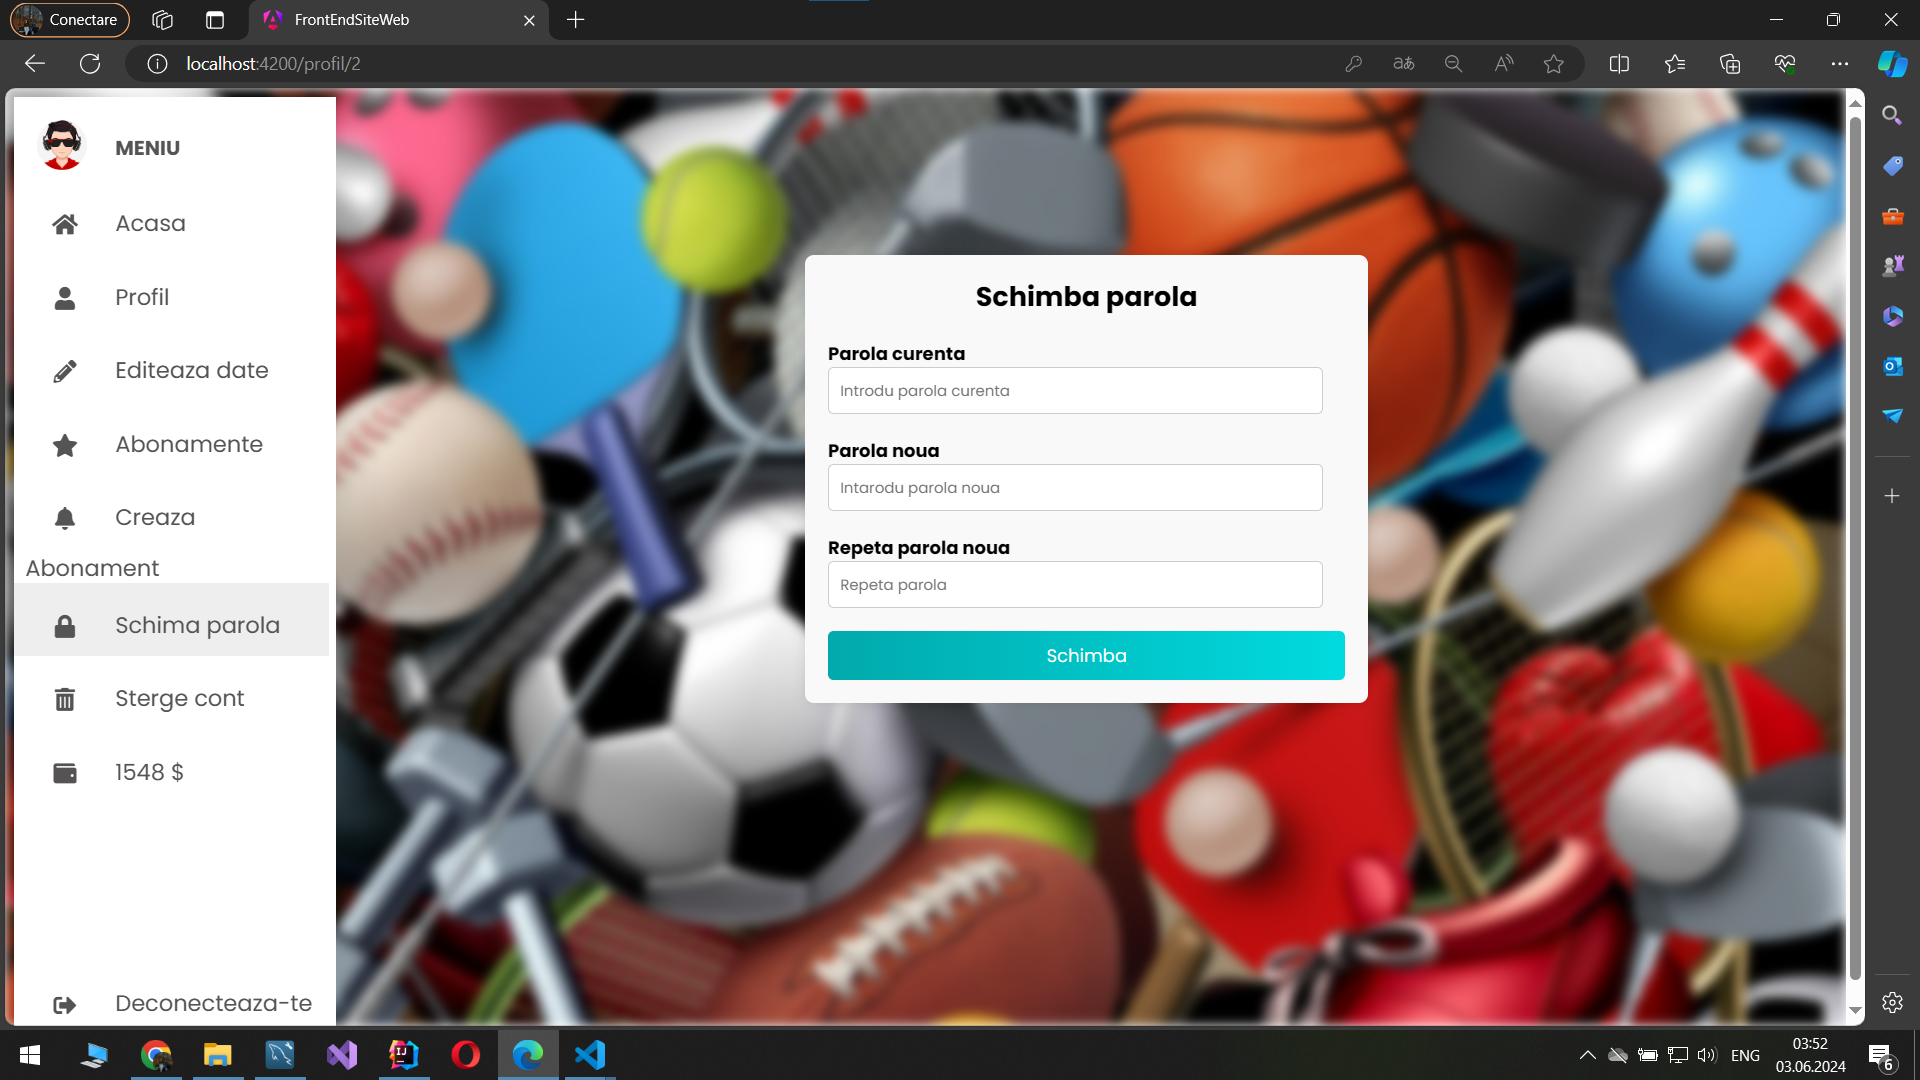 Conectare
FrontEndSiteWeb
localhost:4200/profil/2
MENIU
Acasa
Profil
Editeaza date
Abonamente
Creaza
Abonament
Schima parola
Sterge cont
1548 $
Deconecteaza-te
Schimba parola
Parola curenta
Introdu parola curenta
Parola noua
Intarodu parola noua
Repeta parola noua
Repeta parola
Schimba
ENG
03:52
03.06.2024
6